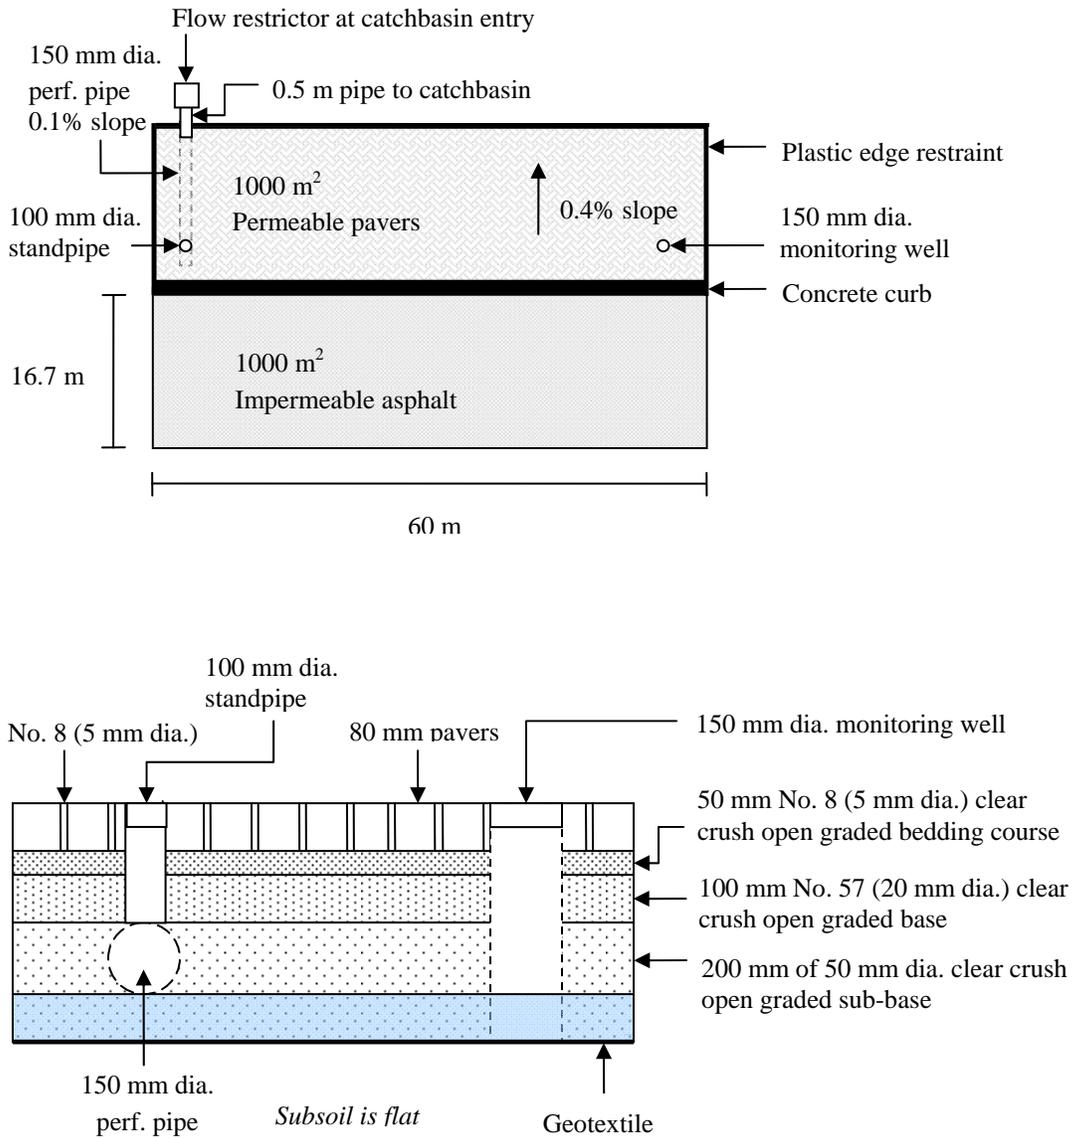 Flow restrictor at catchbasin entry
150 mm dia.
perf. pipe
0.1% slope
0.5 m pipe to catchbasin
Plastic edge restraint
1000 m²
Permeable pavers
0.4% slope
100 mm dia.
standpipe
150 mm dia.
monitoring well
Concrete curb
16.7 m
1000 m²
Impermeable asphalt
60 m
100 mm dia.
standpipe
No. 8 (5 mm dia.)
80 mm pavers
150 mm dia. monitoring well
50 mm No. 8 (5 mm dia.) clear
crush open graded bedding course
100 mm No. 57 (20 mm dia.) clear
crush open graded base
200 mm of 50 mm dia. clear crush
open graded sub-base
150 mm dia.
perf. pipe
Subsoil is flat
Geotextile